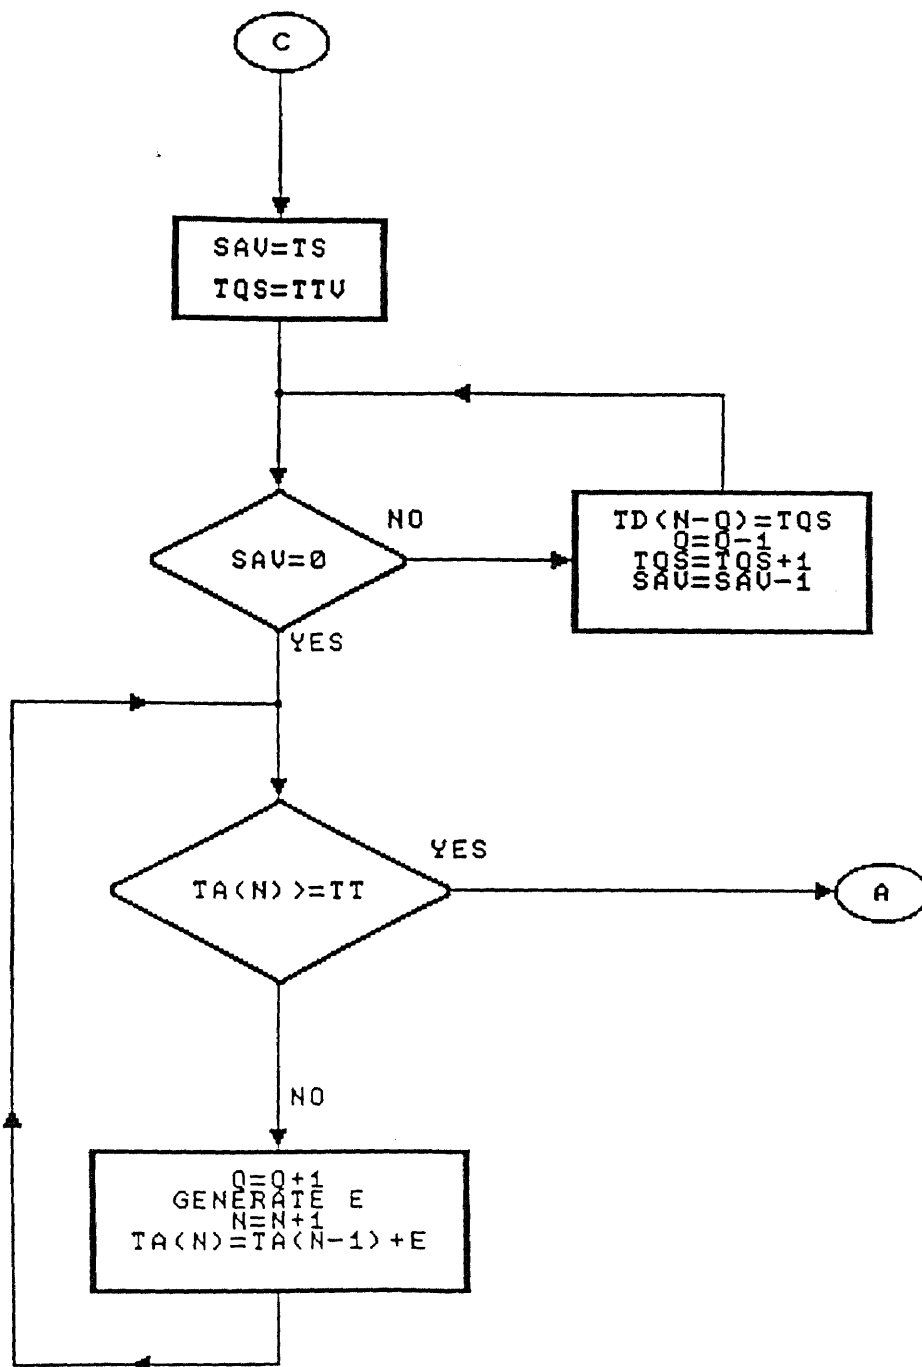 C
SAV=TS
TQS=TTV
SAV=0
NO
YES
TD(N-Q)=TQS
Q=Q-1
TQS=TQS+1
SAV=SAV-1
TA(N)>=TT
YES
A
NO
Q=Q+1
GENERATE E
N=N+1
TA(N)=TA(N-1)+E